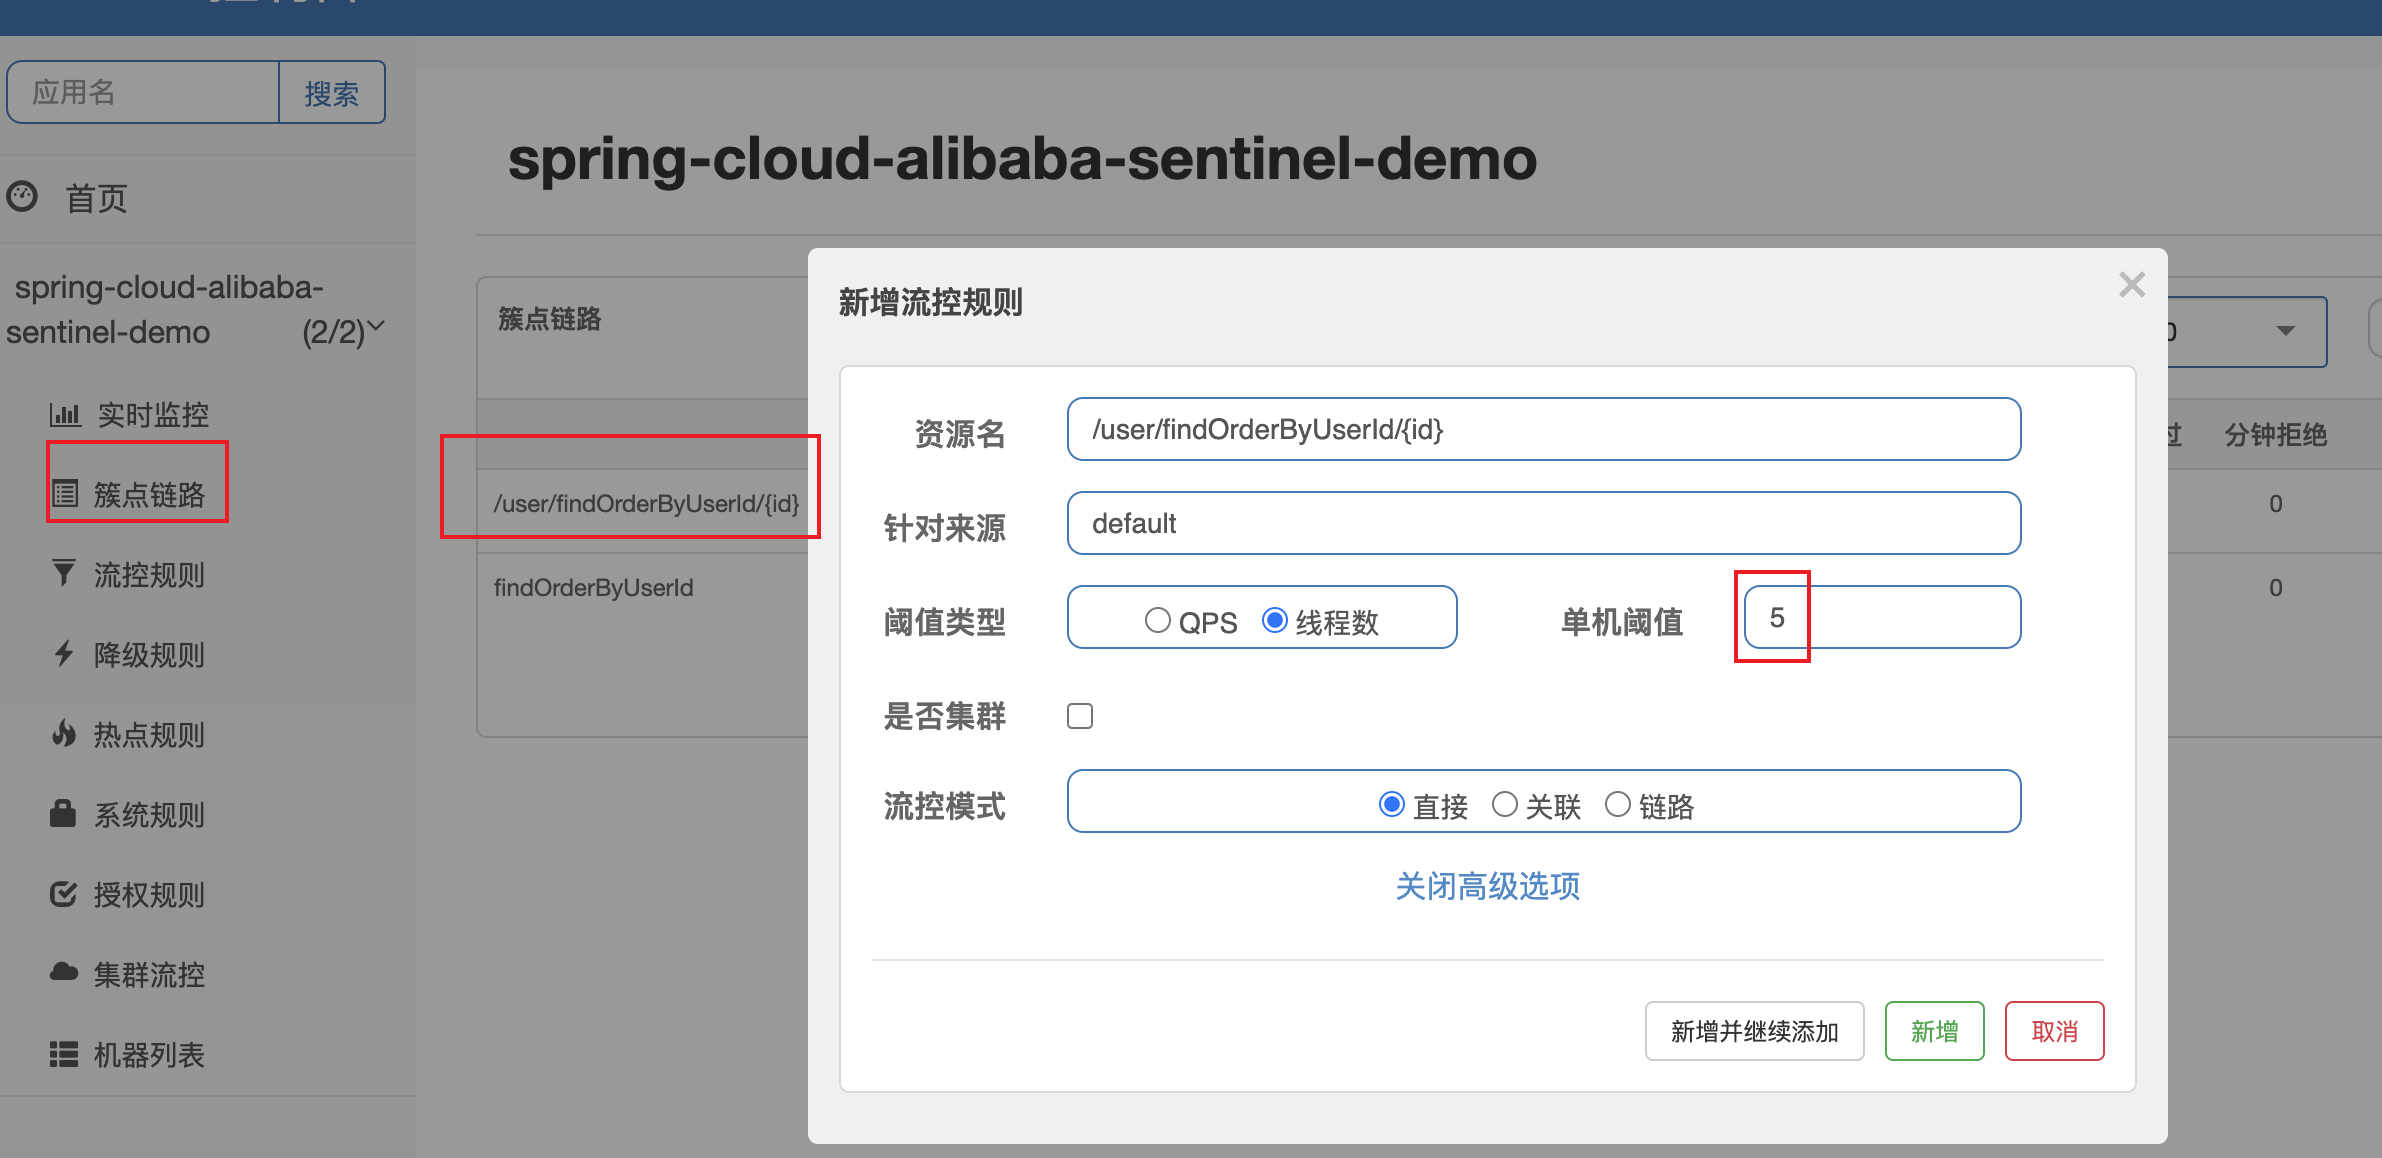 应用名
搜索
首页
spring-cloud-alibaba-
sentinel-demo (2/2)
实时监控
簇点链路
流控规则
降级规则
热点规则
系统规则
授权规则
集群流控
机器列表
spring-cloud-alibaba-sentinel-demo
簇点链路
/user/findOrderByUserId/{id}
findOrderByUserId
分钟拒绝
0
0
新增流控规则
资源名 /user/findOrderByUserId/{id}
针对来源 default
阈值类型 QPS 线程数 单机阈值 5
是否集群
流控模式 直接 关联 链路
关闭高级选项
新增并继续添加 新增 取消